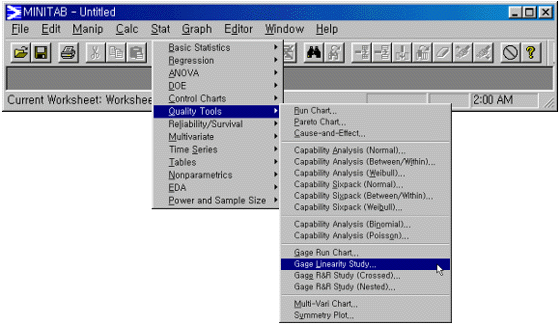 MINITAB - Untitled
File Edit Manip Calc Stat Graph Editor Window Help
Current Worksheet: Workshee
2:00 AM
Basic Statistics
Regression
ANOVA
DOE
Control Charts
Quality Tools
Reliability/Survival
Multivariate
Time Series
Tables
Nonparametrics
EDA
Power and Sample Size
Run Chart...
Pareto Chart...
Cause-and-Effect...
Capability Analysis (Normal)...
Capability Analysis (Between/Within)...
Capability Analysis (Weibull)...
Capability Sixpack (Normal)...
Capability Sixpack (Between/Within)...
Capability Sixpack (Weibull)...
Capability Analysis (Binomial)...
Capability Analysis (Poisson)...
Gage Run Chart...
Gage Linearity Study...
Gage R&R Study (Crossed)...
Gage R&R Study (Nested)...
Multi-Vari Chart...
Symmetry Plot...